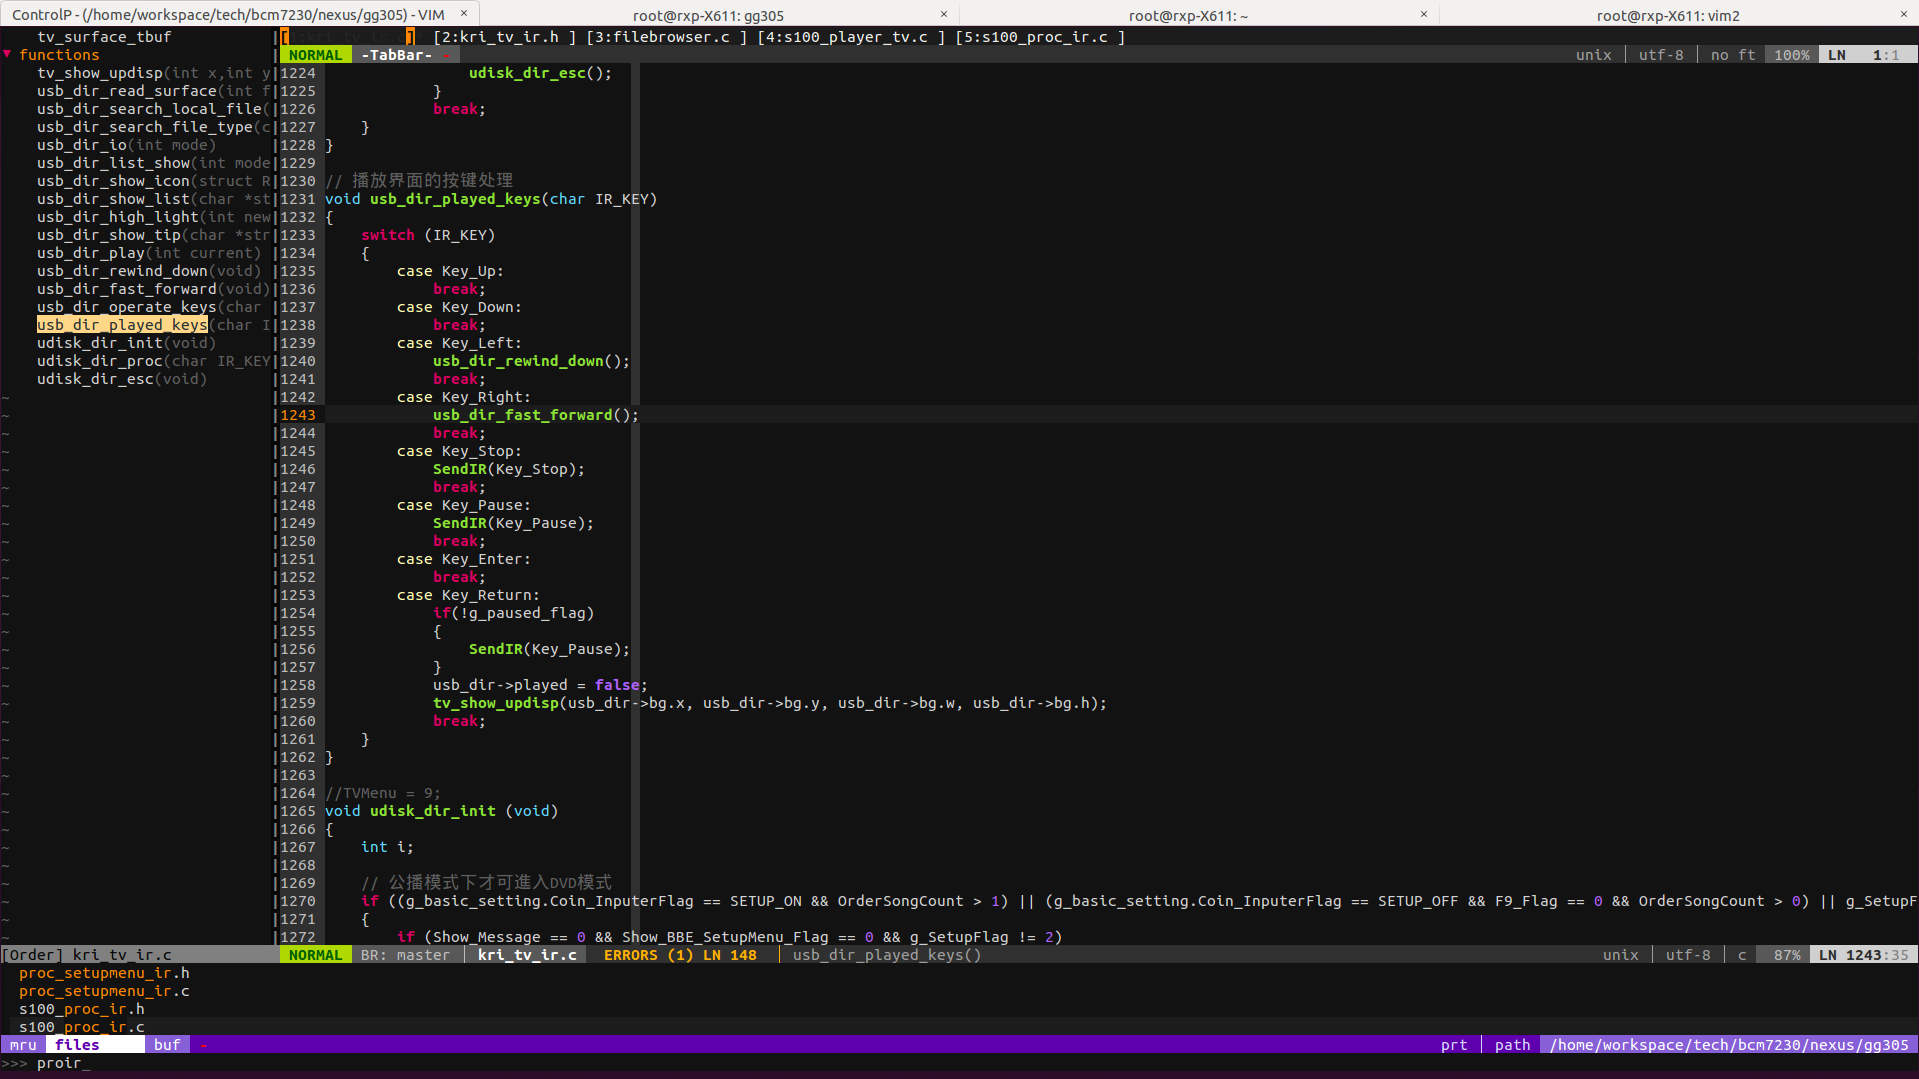 ControlP - (/home/workspace/tech/bcm7230/nexus/gg305) - VIM ×
root@rxp-X611: gg305 ×
root@rxp-X611: ~ ×
root@rxp-X611: vim2 ×
tv_surface_tbuf
▼ functions
tv_show_updisp(int x,int y
usb_dir_read_surface(int f
usb_dir_search_local_file(
usb_dir_search_file_type(c
usb_dir_io(int mode)
usb_dir_list_show(int mode
usb_dir_show_icon(struct R
usb_dir_show_list(char *st
usb_dir_high_light(int new
usb_dir_show_tip(char *str
usb_dir_play(int current)
usb_dir_rewind_down(void)
usb_dir_fast_forward(void)
usb_dir_operate_keys(char
usb_dir_played_keys(char I
udisk_dir_init(void)
udisk_dir_proc(char IR_KEY
udisk_dir_esc(void)
[Order] kri_tv_ir.c
[2:kri_tv_ir.h ] [3:filebrowser.c ] [4:s100_player_tv.c ] [5:s100_proc_ir.c ]
NORMAL -TabBar- - unix | utf-8 | no ft 100% LN 1:1
1224                 udisk_dir_esc();
1225             }
1226             break;
1227     }
1228 }
1229
1230 // 播放界面的按键处理
1231 void usb_dir_played_keys(char IR_KEY)
1232 {
1233     switch (IR_KEY)
1234     {
1235         case Key_Up:
1236             break;
1237         case Key_Down:
1238             break;
1239         case Key_Left:
1240             usb_dir_rewind_down();
1241             break;
1242         case Key_Right:
1243             usb_dir_fast_forward();
1244             break;
1245         case Key_Stop:
1246             SendIR(Key_Stop);
1247             break;
1248         case Key_Pause:
1249             SendIR(Key_Pause);
1250             break;
1251         case Key_Enter:
1252             break;
1253         case Key_Return:
1254             if(!g_paused_flag)
1255             {
1256                 SendIR(Key_Pause);
1257             }
1258             usb_dir->played = false;
1259             tv_show_updisp(usb_dir->bg.x, usb_dir->bg.y, usb_dir->bg.w, usb_dir->bg.h);
1260             break;
1261     }
1262 }
1263
1264 //TVMenu = 9;
1265 void udisk_dir_init (void)
1266 {
1267     int i;
1268
1269     // 公播模式下才可進入DVD模式
1270     if ((g_basic_setting.Coin_InputerFlag == SETUP_ON && OrderSongCount > 1) || (g_basic_setting.Coin_InputerFlag == SETUP_OFF && F9_Flag == 0 && OrderSongCount > 0) || g_SetupF
1271     {
1272         if (Show_Message == 0 && Show_BBE_SetupMenu_Flag == 0 && g_SetupFlag != 2)
NORMAL BR: master | kri_tv_ir.c ERRORS (1) LN 148 | usb_dir_played_keys() unix | utf-8 | c 87% LN 1243:35
proc_setupmenu_ir.h
proc_setupmenu_ir.c
s100_proc_ir.h
s100_proc_ir.c
mru files buf - prt | path /home/workspace/tech/bcm7230/nexus/gg305
>>> proir_